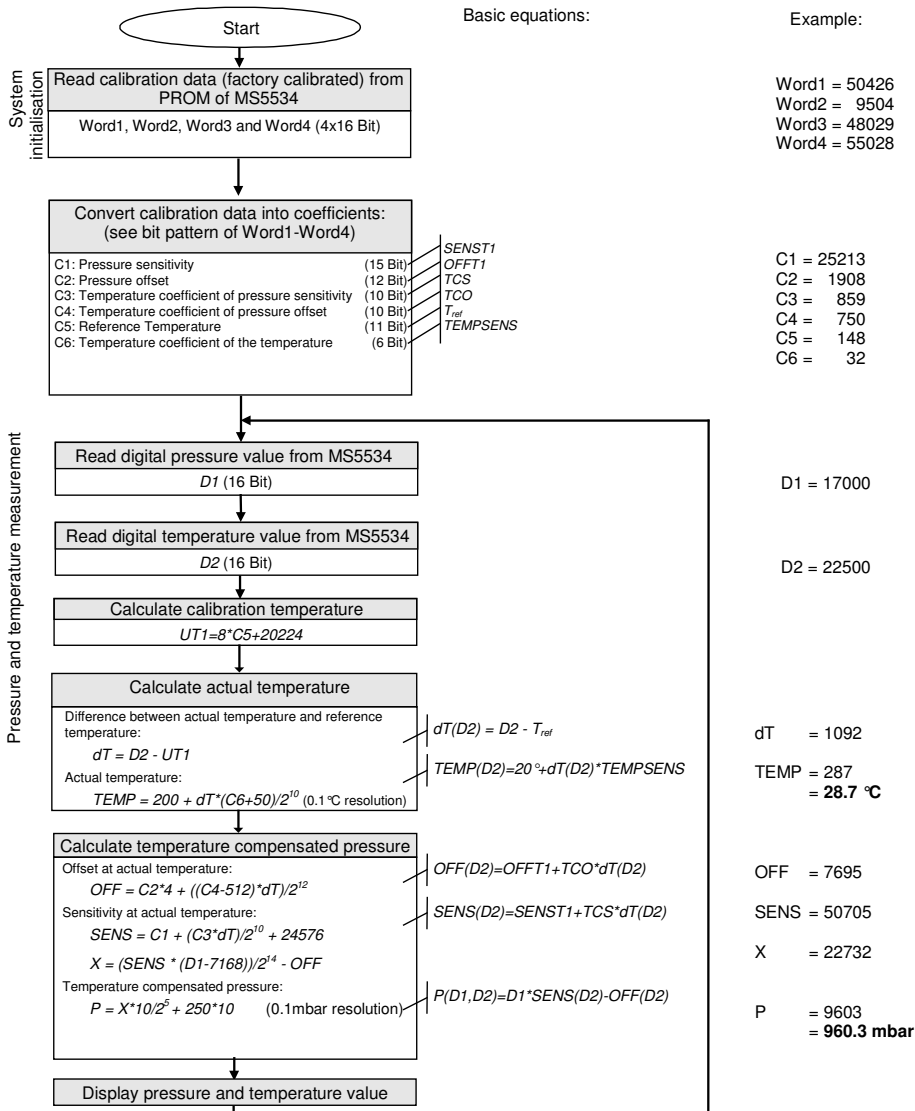 Basic equations:
Example:
Start
System
initialisation
Read calibration data (factory calibrated) from
PROM of MS5534
Word1, Word2, Word3 and Word4 (4x16 Bit)
Word1 = 50426
Word2 = 9504
Word3 = 48029
Word4 = 55028
Convert calibration data into coefficients:
(see bit pattern of Word1-Word4)
C1: Pressure sensitivity (15 Bit) SENST1
C2: Pressure offset (12 Bit) OFFT1
C3: Temperature coefficient of pressure sensitivity (10 Bit) TCS
C4: Temperature coefficient of pressure offset (10 Bit) TCO
C5: Reference Temperature (11 Bit) T_ref
C6: Temperature coefficient of the temperature (6 Bit) TEMPSENS
C1 = 25213
C2 = 1908
C3 = 859
C4 = 750
C5 = 148
C6 = 32
Pressure and temperature measurement
Read digital pressure value from MS5534
D1 (16 Bit)
D1 = 17000
Read digital temperature value from MS5534
D2 (16 Bit)
D2 = 22500
Calculate calibration temperature
UT1=8*C5+20224
Calculate actual temperature
Difference between actual temperature and reference
temperature:
dT = D2 - UT1
dT(D2) = D2 - T_ref
dT = 1092
Actual temperature:
TEMP = 200 + dT*(C6+50)/2^10 (0.1°C resolution)
TEMP(D2)=20°+dT(D2)*TEMPSENS
TEMP = 287
= 28.7 °C
Calculate temperature compensated pressure
Offset at actual temperature:
OFF = C2*4 + ((C4-512)*dT)/2^12
OFF(D2)=OFFT1+TCO*dT(D2)
OFF = 7695
Sensitivity at actual temperature:
SENS = C1 + (C3*dT)/2^10 + 24576
SENS(D2)=SENST1+TCS*dT(D2)
SENS = 50705
X = (SENS * (D1-7168))/2^14 - OFF
X = 22732
Temperature compensated pressure:
P = X*10/2^5 + 250*10 (0.1mbar resolution)
P(D1,D2)=D1*SENS(D2)-OFF(D2)
P = 9603
= 960.3 mbar
Display pressure and temperature value